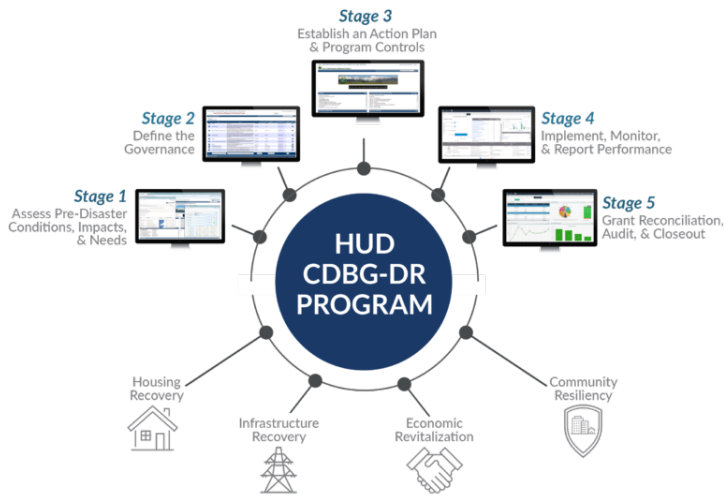 Stage 3
Establish an Action Plan
& Program Controls
Stage 2
Define the
Governance
Stage 4
Implement, Monitor,
& Report Performance
Stage 1
Assess Pre-Disaster
Conditions, Impacts,
& Needs
Stage 5
Grant Reconciliation,
Audit, & Closeout
HUD
CDBG-DR
PROGRAM
Housing
Recovery
Infrastructure
Recovery
Economic
Revitalization
Community
Resiliency